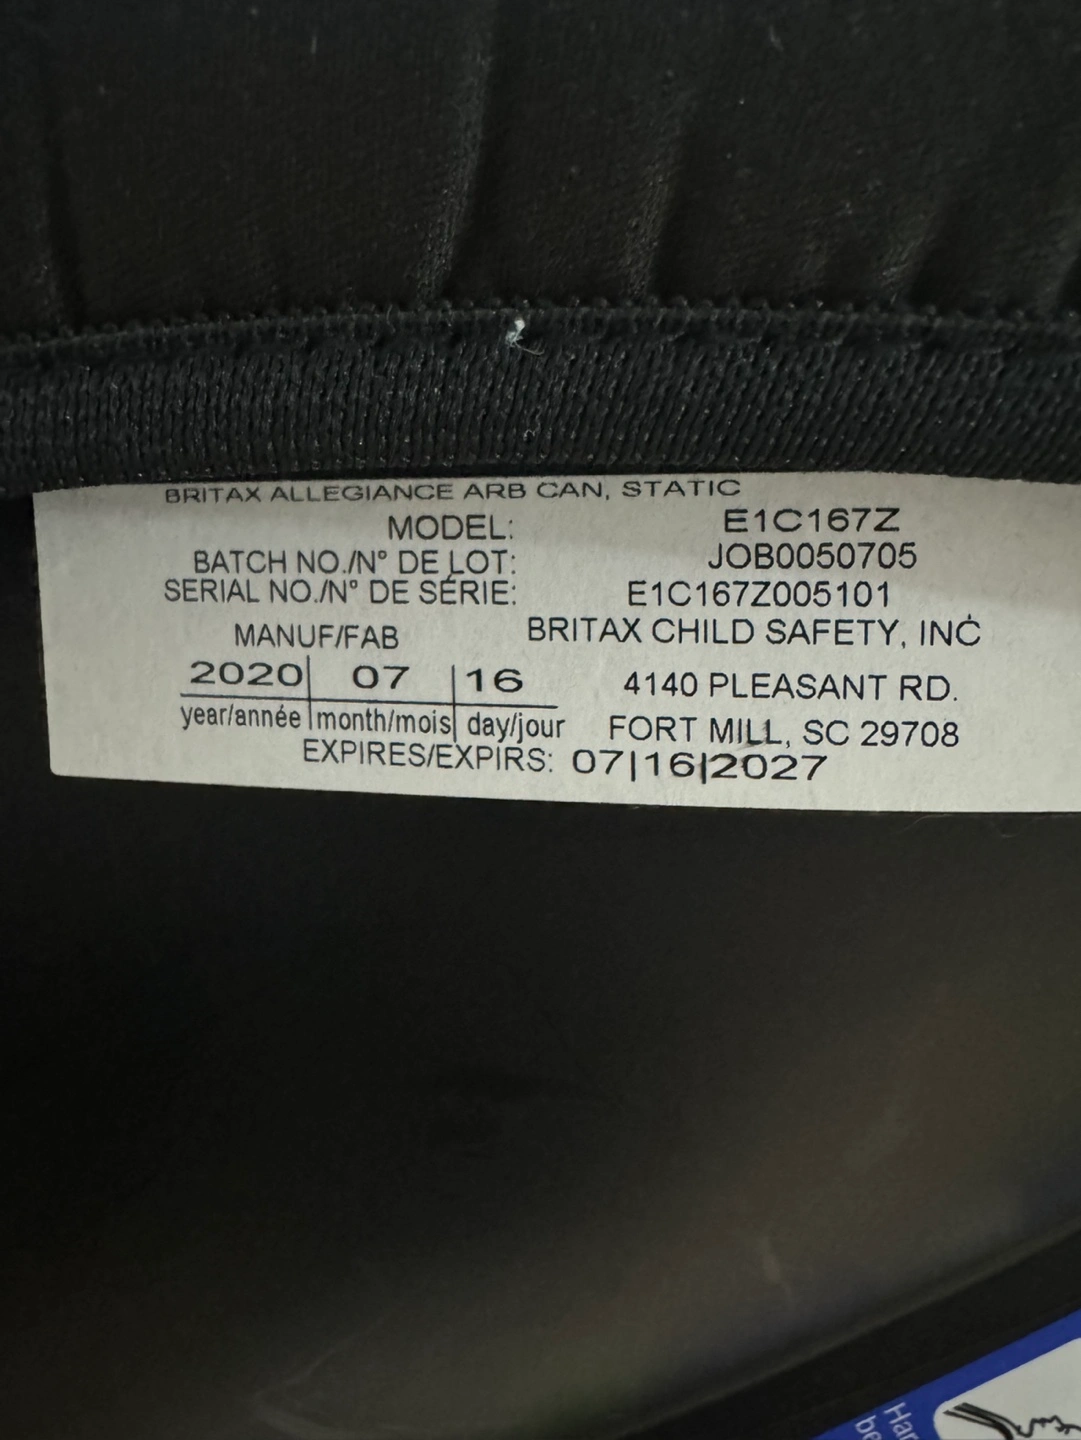 BRITAX ALLEGIANCE ARB CAN, STATIC
MODEL: E1C167Z
BATCH NO./N° DE LOT: JOB0050705
SERIAL NO./N° DE SÉRIE: E1C167Z005101
MANUF/FAB BRITAX CHILD SAFETY, INC
2020 | 07 | 16 4140 PLEASANT RD.
year/année | month/mois | day/jour FORT MILL, SC 29708
EXPIRES/EXPIRS: 07|16|2027